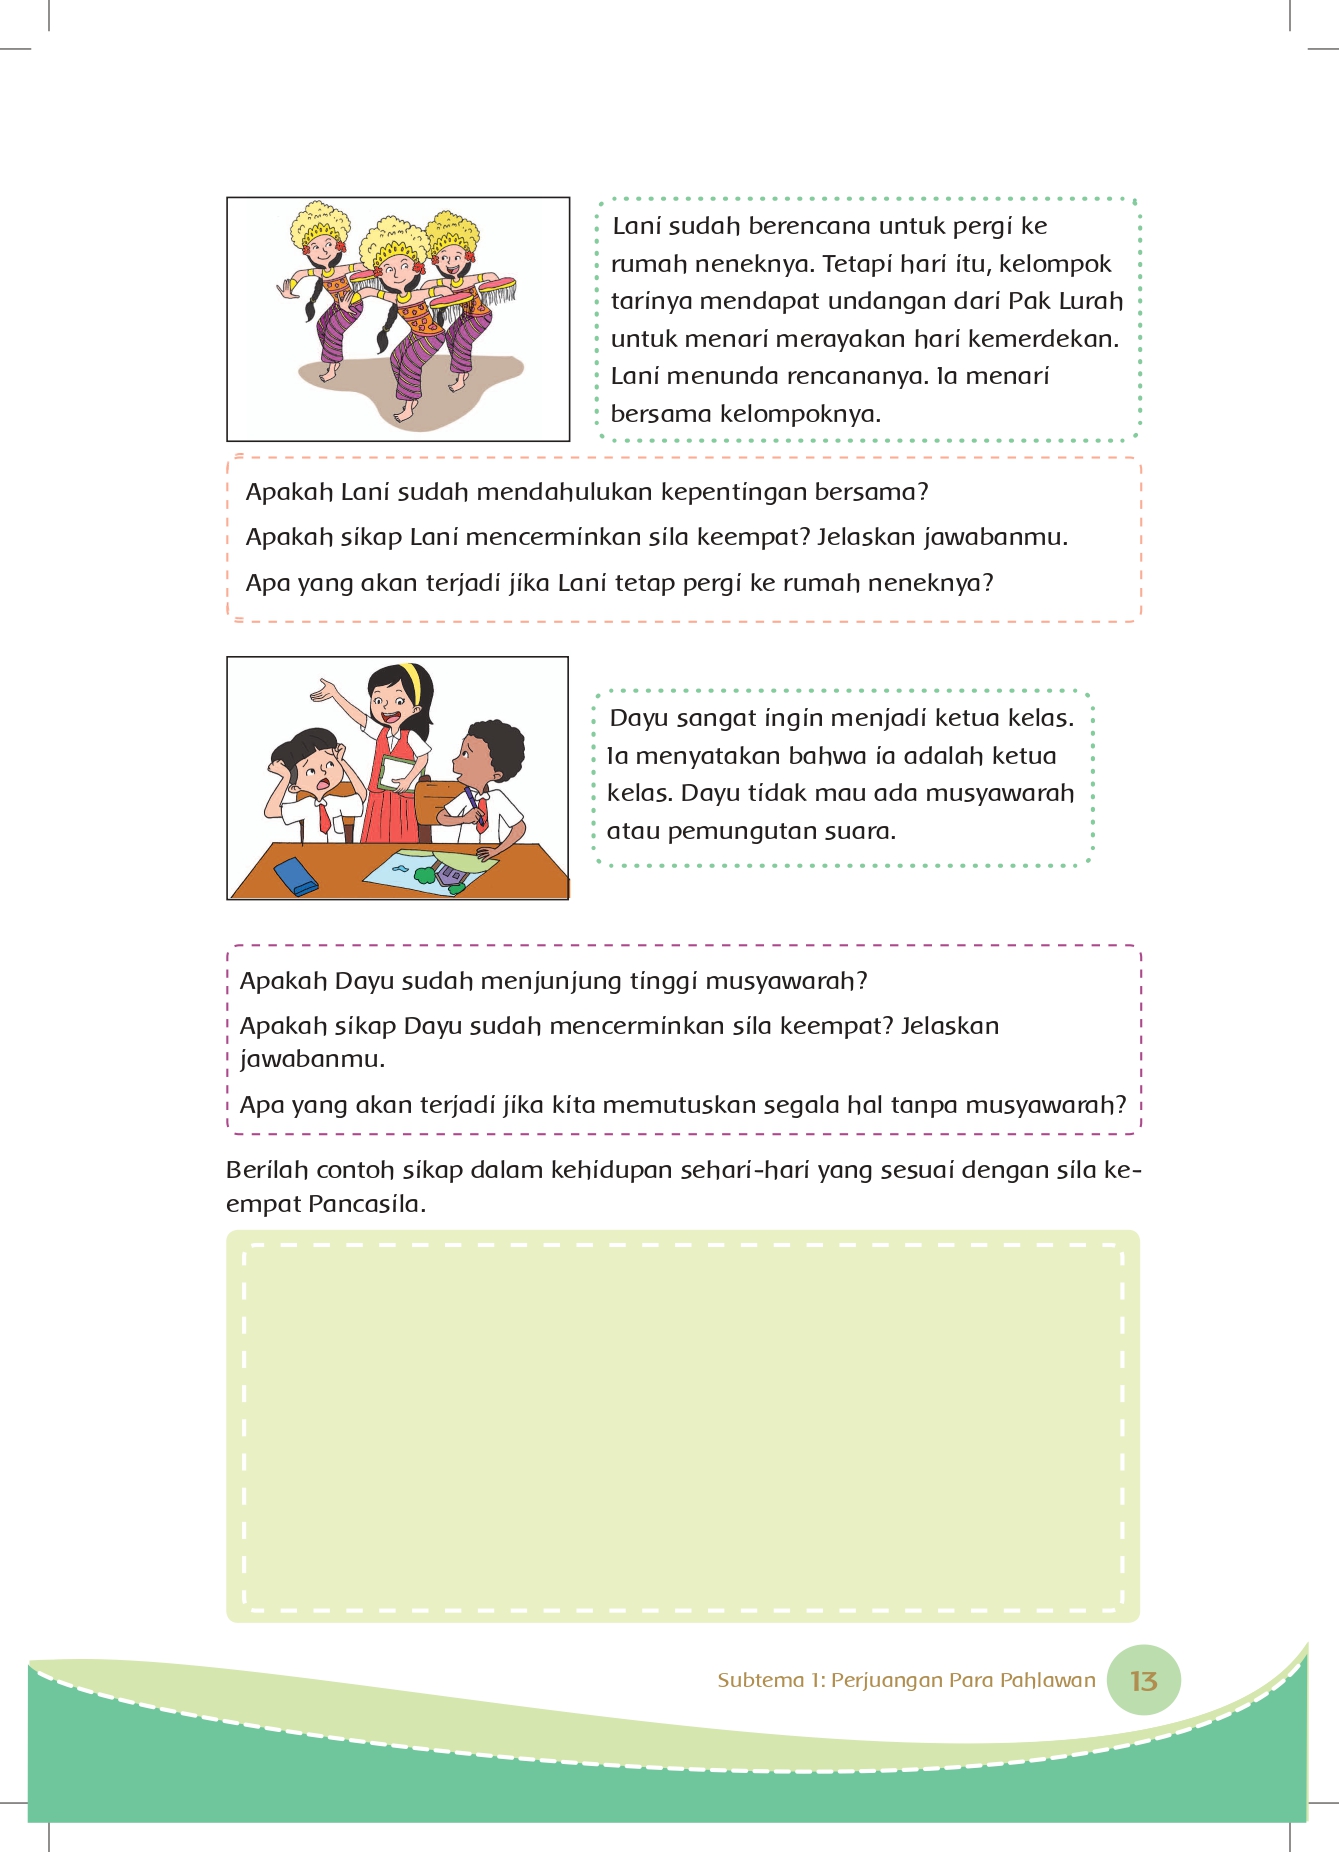 Lani sudah berencana untuk pergi ke
rumah neneknya. Tetapi hari itu, kelompok
tarinya mendapat undangan dari Pak Lurah
untuk menari merayakan hari kemerdekan.
Lani menunda rencananya. Ia menari
bersama kelompoknya.
Apakah Lani sudah mendahulukan kepentingan bersama?
Apakah sikap Lani mencerminkan sila keempat? Jelaskan jawabanmu.
Apa yang akan terjadi jika Lani tetap pergi ke rumah neneknya?
Dayu sangat ingin menjadi ketua kelas.
Ia menyatakan bahwa ia adalah ketua
kelas. Dayu tidak mau ada musyawarah
atau pemungutan suara.
Apakah Dayu sudah menjunjung tinggi musyawarah?
Apakah sikap Dayu sudah mencerminkan sila keempat? Jelaskan
jawabanmu.
Apa yang akan terjadi jika kita memutuskan segala hal tanpa musyawarah?
Berilah contoh sikap dalam kehidupan sehari-hari yang sesuai dengan sila ke-
empat Pancasila.
Subtema 1: Perjuangan Para Pahlawan 13